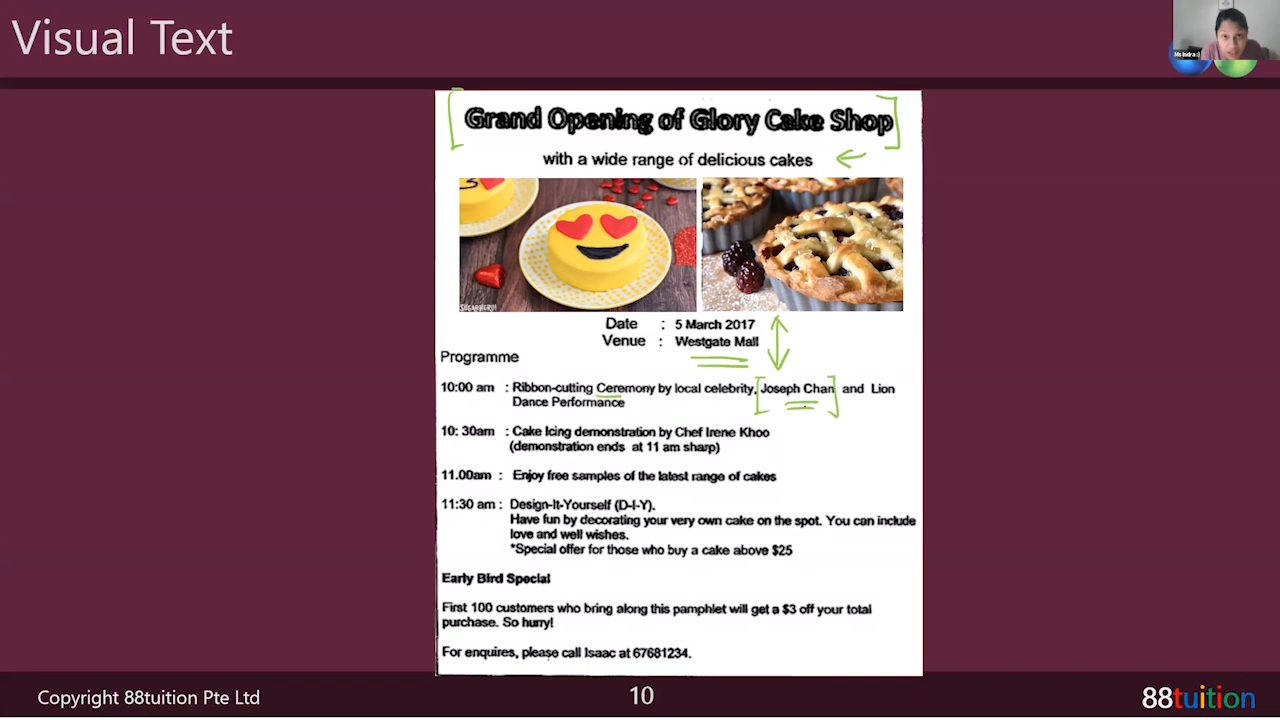 Visual Text
Ms Indra :)
Grand Opening of Glory Cake Shop
with a wide range of delicious cakes
SugarHero!
Date : 5 March 2017
Venue : Westgate Mall
Programme
10:00 am : Ribbon-cutting Ceremony by local celebrity, Joseph Chan and Lion
Dance Performance
10: 30am : Cake Icing demonstration by Chef Irene Khoo
(demonstration ends at 11 am sharp)
11.00am : Enjoy free samples of the latest range of cakes
11:30 am : Design-It-Yourself (D-I-Y).
Have fun by decorating your very own cake on the spot. You can include
love and well wishes.
*Special offer for those who buy a cake above $25
Early Bird Special
First 100 customers who bring along this pamphlet will get a $3 off your total
purchase. So hurry!
For enquires, please call Isaac at 67681234.
Copyright 88tuition Pte Ltd
10
88tuition